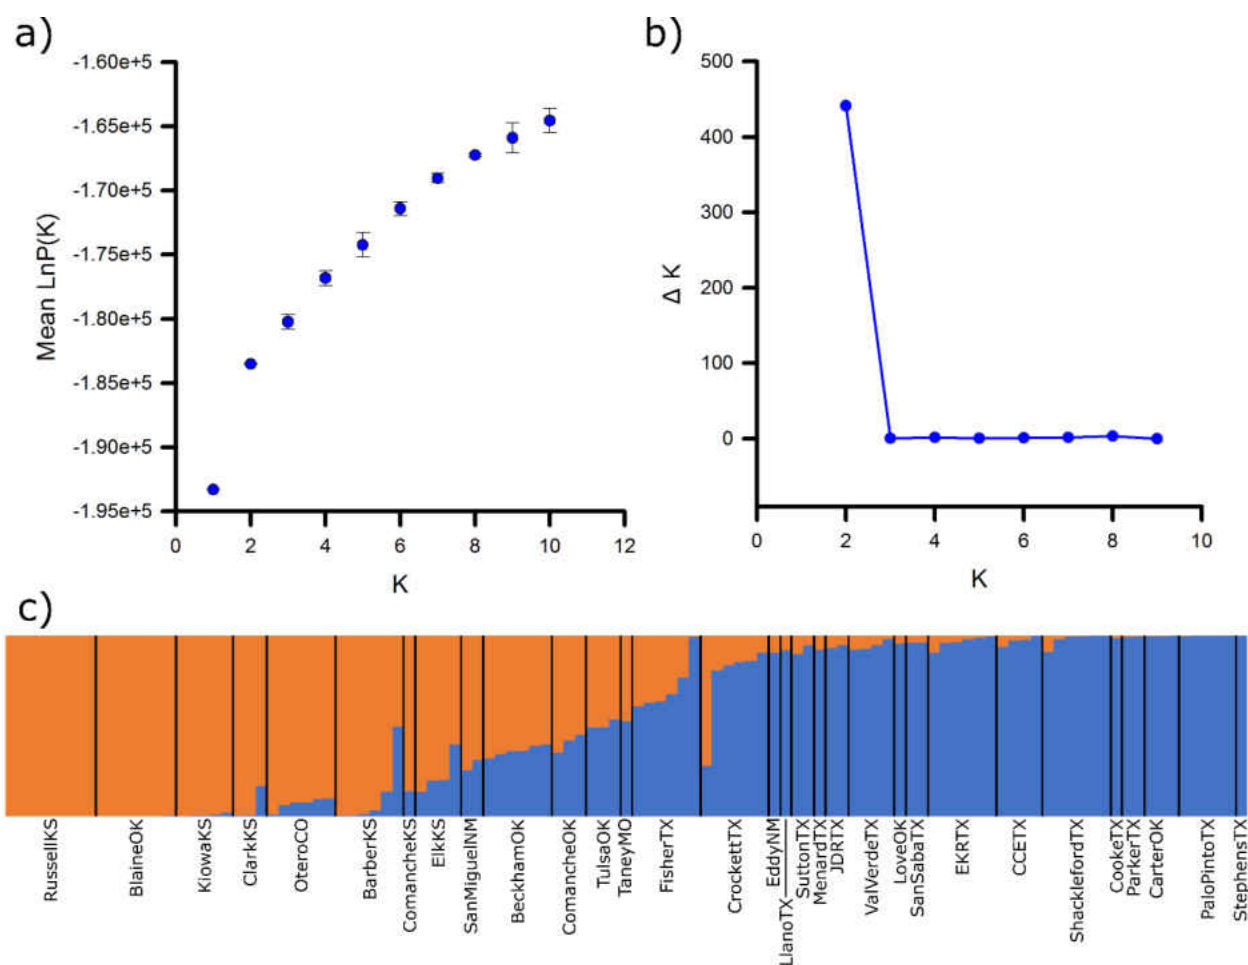 a)
-1.60e+5
-1.65e+5
-1.70e+5
-1.75e+5
-1.80e+5
-1.85e+5
-1.90e+5
-1.95e+5
Mean LnP(K)
0 2 4 6 8 10 12
K
b)
500
400
300
200
100
0
Δ K
0 2 4 6 8 10
K
c)
RussellKS
BlaineOK
KiowaKS
ClarkKS
OteroCO
BarberKS
ComancheKS
ElkKS
SanMiguelNM
BeckhamOK
ComancheOK
TulsaOK
TaneyMO
FisherTX
CrockettTX
EddyNM
LlanoTX
SuttonTX
MenardTX
JDRTX
ValVerdeTX
LoveOK
SanSabaTX
EKRTX
CCETX
ShacklefordTX
CookeTX
ParkerTX
CarterOK
PaloPintoTX
StephensTX